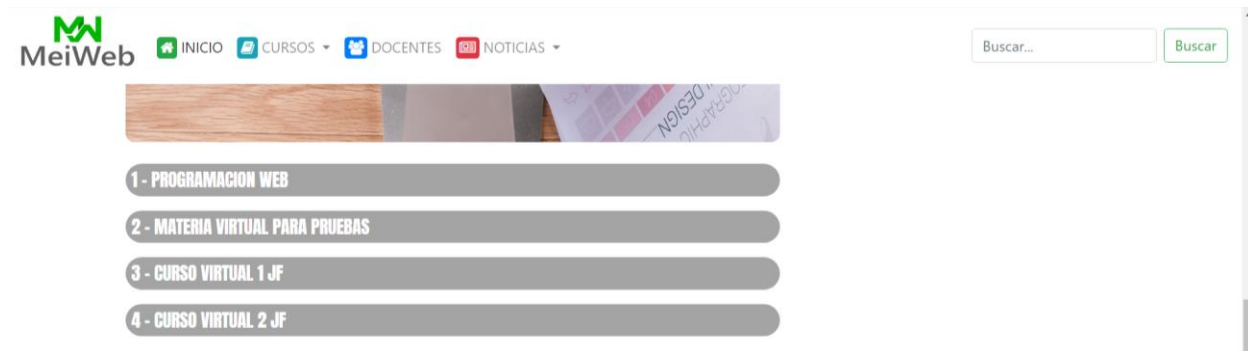 MeiWeb
INICIO CURSOS DOCENTES NOTICIAS
Buscar... Buscar
DESIGN
1 - PROGRAMACION WEB
2 - MATERIA VIRTUAL PARA PRUEBAS
3 - CURSO VIRTUAL 1 JF
4 - CURSO VIRTUAL 2 JF